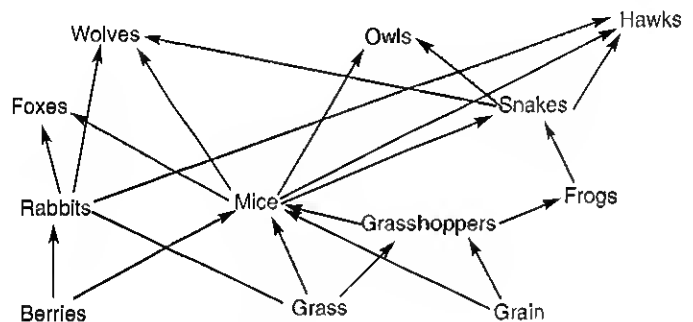 Hawks
Wolves
Owls
Foxes
Snakes
Rabbits
Mice
Frogs
Grasshoppers
Berries
Grass
Grain